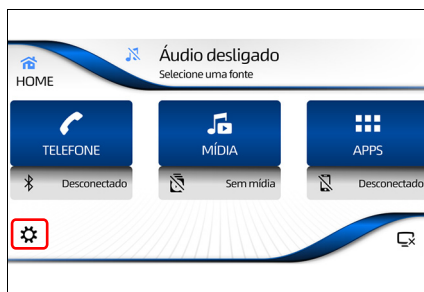 Áudio desligado
Selecione uma fonte
HOME
TELEFONE
MÍDIA
APPS
Desconectado
Sem mídia
Desconectado